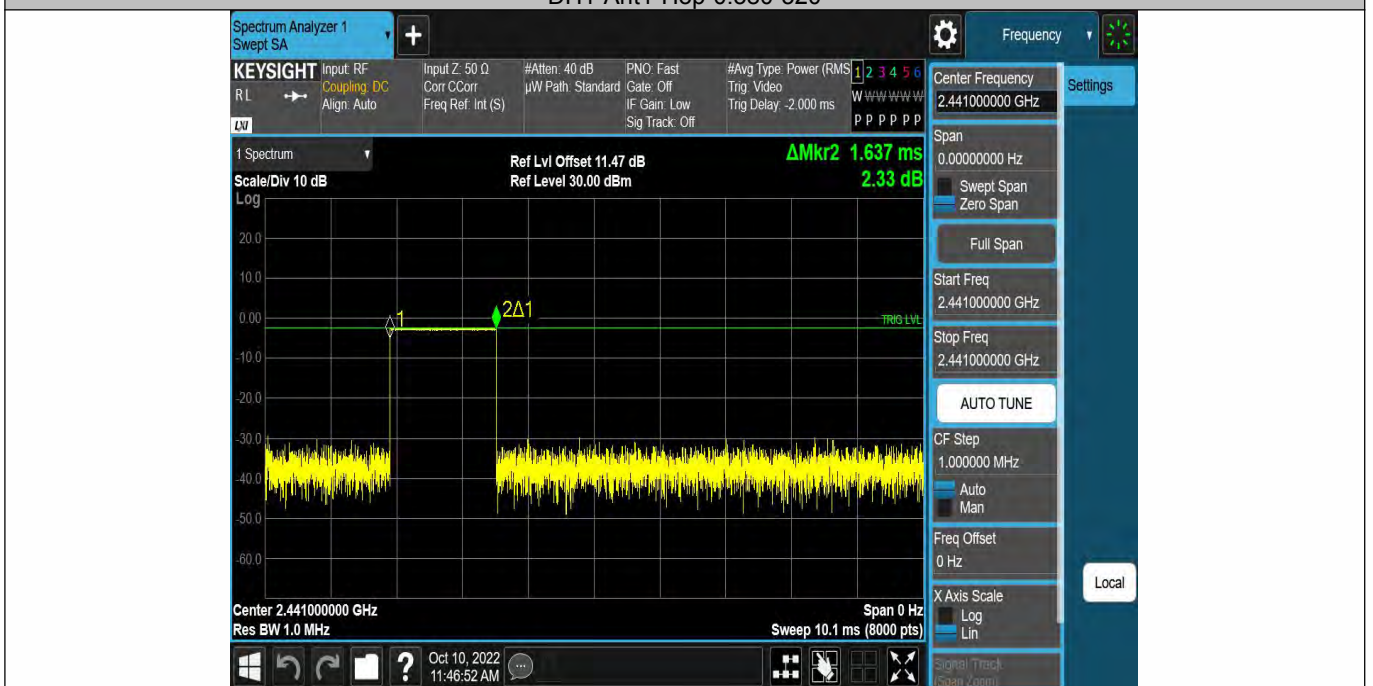 Spectrum Analyzer 1
Swept SA
+
Frequency
KEYSIGHT
RL
LXI
Input: RF
Coupling: DC
Align: Auto
Input Z: 50 Ω
Corr CCorr
Freq Ref: Int (S)
#Atten: 40 dB
µW Path: Standard
PNO: Fast
Gate: Off
IF Gain: Low
Sig Track: Off
#Avg Type: Power (RMS
Trig: Video
Trig Delay: -2.000 ms
1 2 3 4 5 6
W W W W W W
P P P P P P
1 Spectrum
Scale/Div 10 dB
Log
Ref Lvl Offset 11.47 dB
Ref Level 30.00 dBm
ΔMkr2 1.637 ms
2.33 dB
20.0
10.0
0.00
-10.0
-20.0
-30.0
-40.0
-50.0
-60.0
1
2Δ1
TRIG LVL
Center 2.441000000 GHz
Res BW 1.0 MHz
Span 0 Hz
Sweep 10.1 ms (8000 pts)
?
Oct 10, 2022
11:46:52 AM
Center Frequency
2.441000000 GHz
Span
0.00000000 Hz
Swept Span
Zero Span
Full Span
Start Freq
2.441000000 GHz
Stop Freq
2.441000000 GHz
AUTO TUNE
CF Step
1.000000 MHz
Auto
Man
Freq Offset
0 Hz
X Axis Scale
Log
Lin
Signal Track
(Span Zoom)
Settings
Local